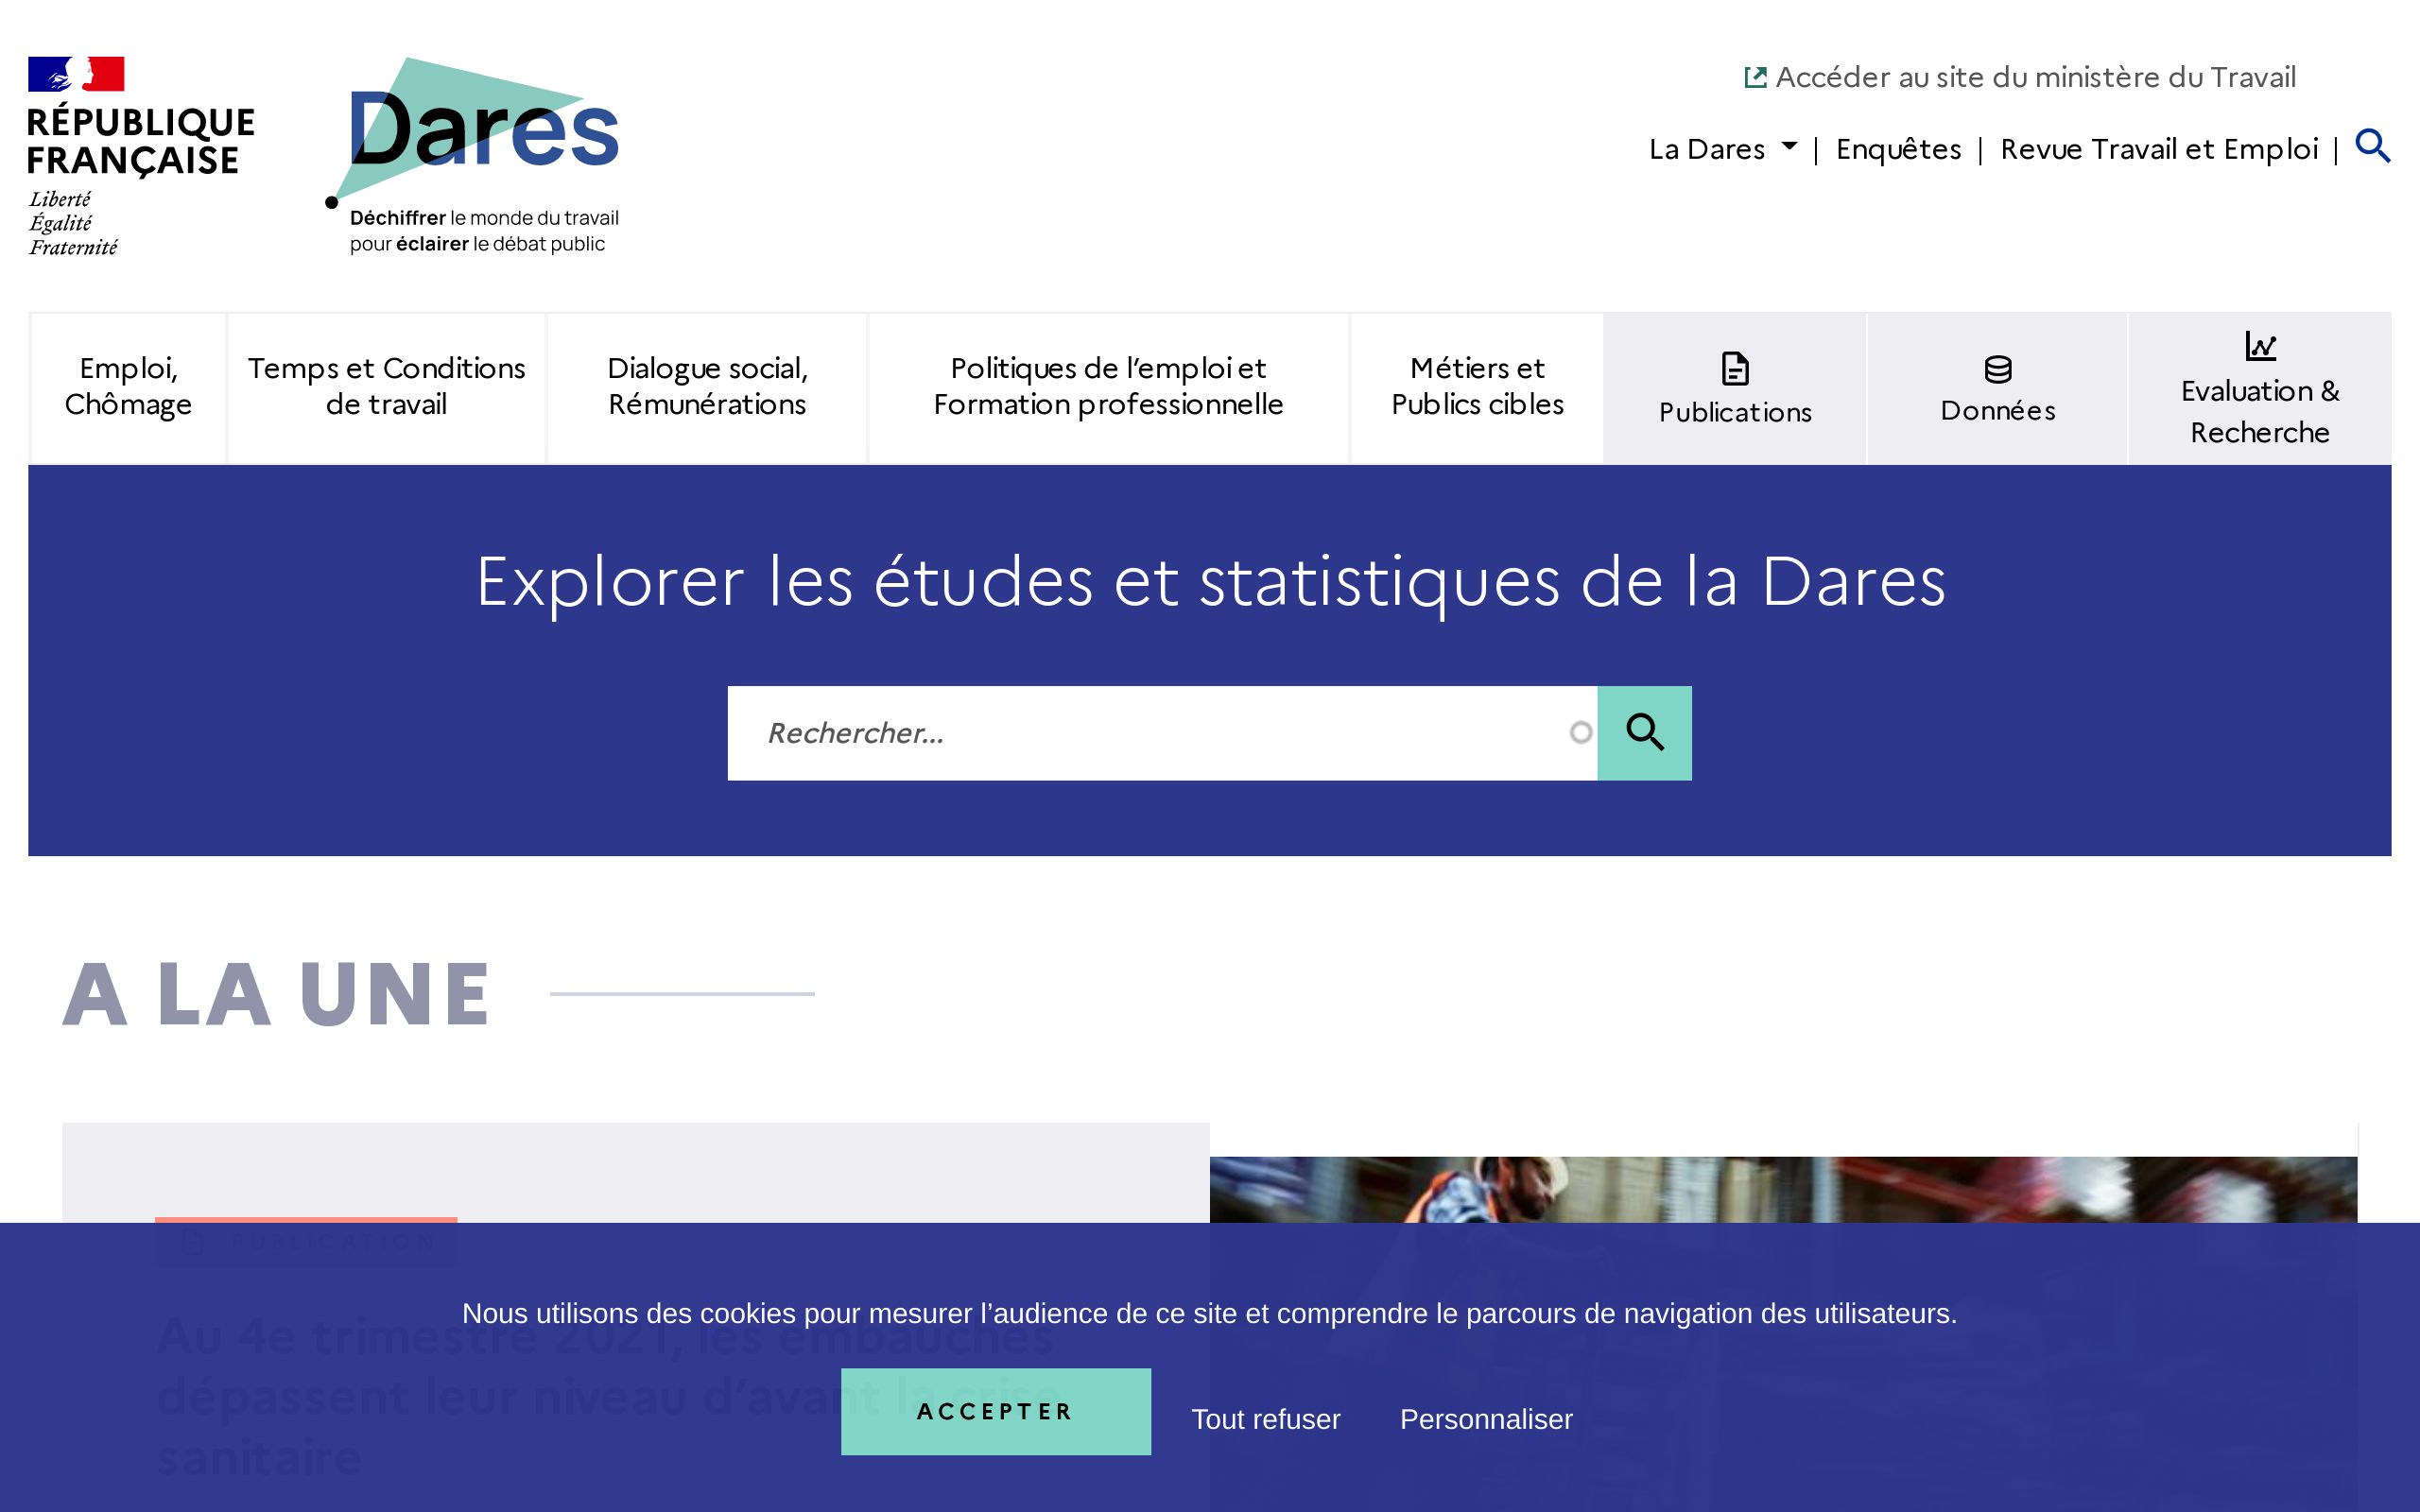 RÉPUBLIQUE
FRANÇAISE
Liberté
Égalité
Fraternité
Dares
Déchiffrer le monde du travail
pour éclairer le débat public
Accéder au site du ministère du Travail
La Dares | Enquêtes | Revue Travail et Emploi |
Emploi,
Chômage
Temps et Conditions
de travail
Dialogue social,
Rémunérations
Politiques de l’emploi et
Formation professionnelle
Métiers et
Publics cibles
Publications
Données
Evaluation &
Recherche
Explorer les études et statistiques de la Dares
Rechercher...
A LA UNE
PUBLICATION
Au 4e trimestre 2021, les embauches
dépassent leur niveau d’avant la crise
sanitaire
Nous utilisons des cookies pour mesurer l’audience de ce site et comprendre le parcours de navigation des utilisateurs.
ACCEPTER
Tout refuser
Personnaliser